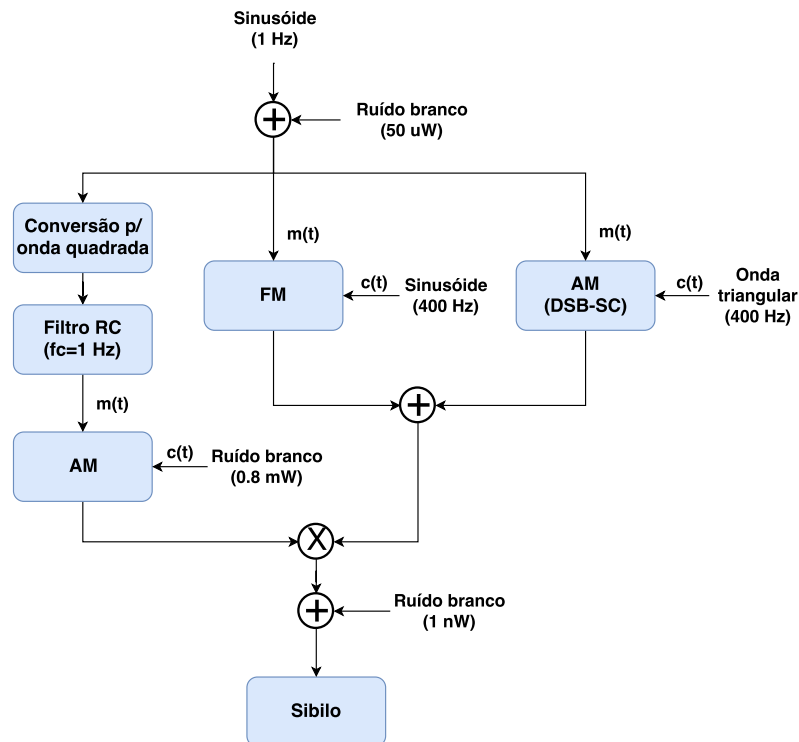 Sinusóide
(1 Hz)
Ruído branco
(50 uW)
Conversão p/
onda quadrada
m(t)
m(t)
FM
c(t)
Sinusóide
(400 Hz)
AM
(DSB-SC)
c(t)
Onda
triangular
(400 Hz)
Filtro RC
(fc=1 Hz)
m(t)
AM
c(t)
Ruído branco
(0.8 mW)
X
Ruído branco
(1 nW)
Sibilo